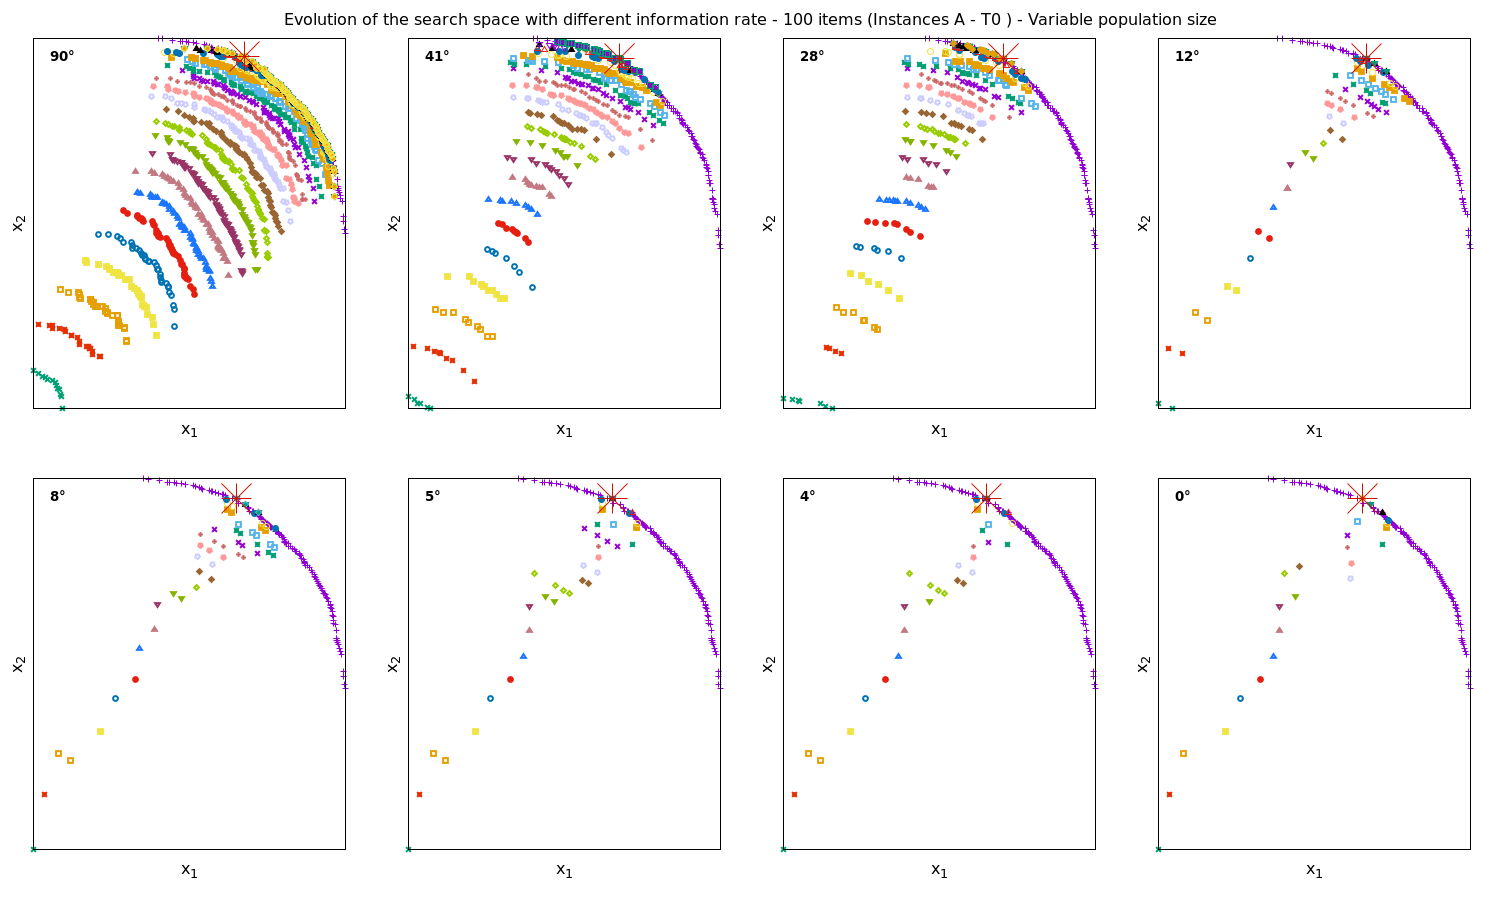 Evolution of the search space with different information rate - 100 items (Instances A - T0 ) - Variable population size
90°
41°
28°
12°
x₂
x₂
x₂
x₂
x₁
x₁
x₁
x₁
8°
5°
4°
0°
x₂
x₂
x₂
x₂
x₁
x₁
x₁
x₁